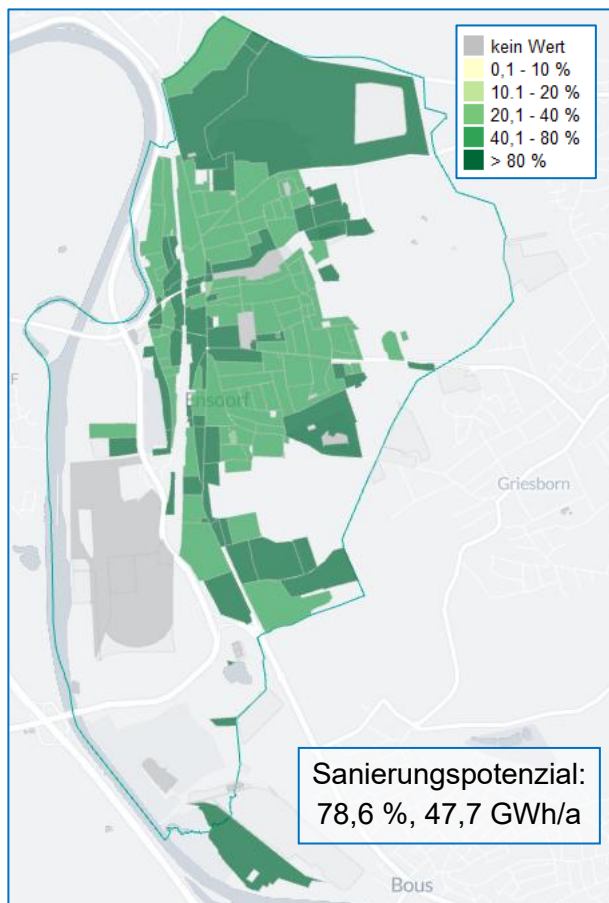 kein Wert
0,1 - 10 %
10.1 - 20 %
20,1 - 40 %
40,1 - 80 %
> 80 %
Ensdorf
F
Griesborn
Sanierungspotenzial:
78,6 %, 47,7 GWh/a
Bous